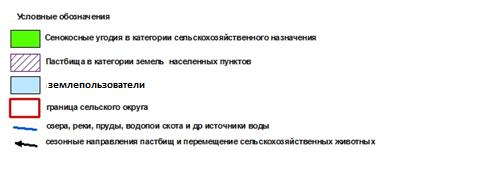 Условные обозначения
Сенокосные угодия в категории сельскохозяйственного назначения
Пастбища в категории земель населенных пунктов
землепользователи
граница сельского округа
озера, реки, пруды, водопои скота и др источники воды
сезонные направления пастбищ и перемещение сельскохозяйственных животных